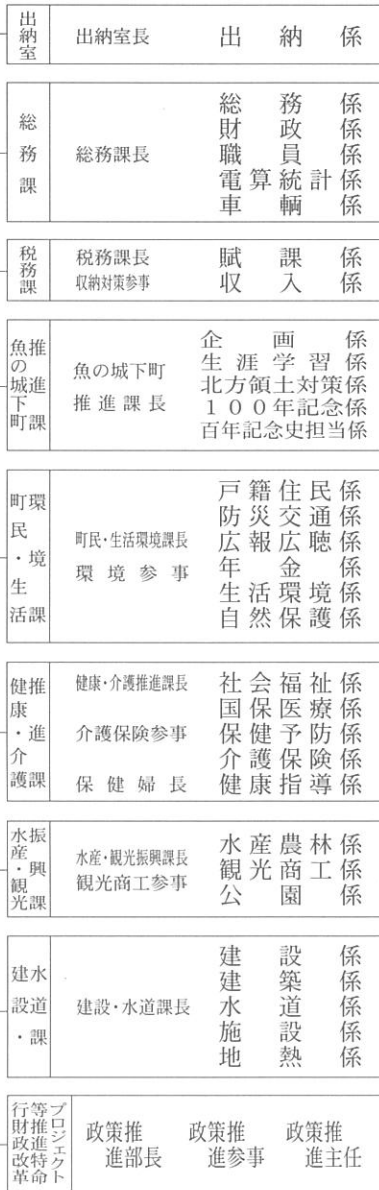 出納室
出納室長
出納係
総務課
総務課長
総務係
財政係
職員係
電算統計係
車輌係
税務課
税務課長
収納対策参事
賦課係
収入係
魚の城下町推進課
魚の城下町
推進課長
企画係
生涯学習係
北方領土対策係
100年記念係
百年記念史担当係
町民・生活環境課
町民・生活環境課長
環境参事
戸籍住民係
防災交通係
広報広聴係
年金係
生活環境係
自然保護係
健康・介護推進課
健康・介護推進課長
介護保険参事
保健婦長
社会福祉係
国保医療係
保健予防係
介護保険係
健康指導係
水産・観光振興課
水産・観光振興課長
観光商工参事
水産農林係
観光商工係
公園係
建設・水道課
建設・水道課長
建設係
建築係
水道係
施設係
地熱係
行財政改革
等推進特命
プロジェクト
政策推
進部長
政策推
進参事
政策推
進主任